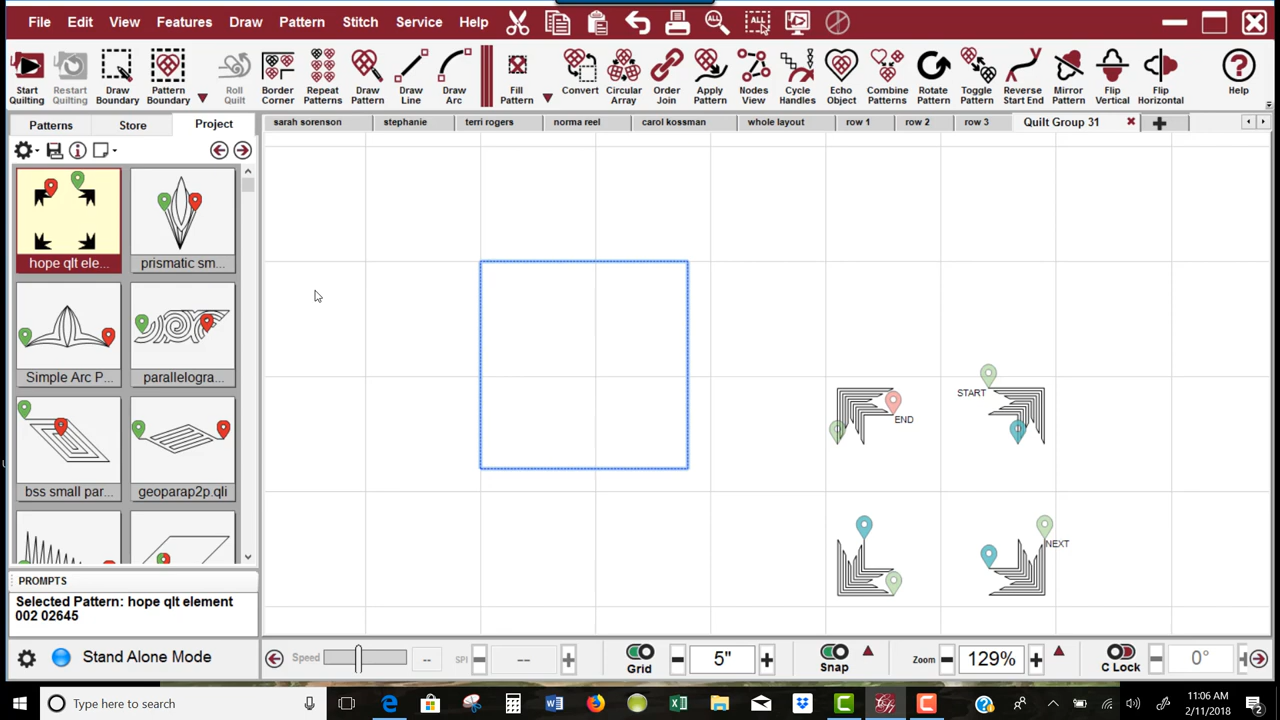 File Edit View Features Draw Pattern Stitch Service Help
ALL ALL
Start Quilting Restart Quilting Draw Boundary Pattern Boundary Roll Quilt Border Corner Repeat Patterns Draw Pattern Draw Line Draw Arc Fill Pattern Convert Circular Array Order Join Apply Pattern Nodes View Cycle Handles Echo Object Combine Patterns Rotate Pattern Toggle Pattern Reverse Start End Mirror Pattern Flip Vertical Flip Horizontal Help
Patterns Store Project sarah sorenson stephanie terri rogers norma reel carol kossman whole layout row 1 row 2 row 3 Quilt Group 31
hope qlt ele... prismatic sm...
Simple Arc P... parallelogra...
bss small par... geoparap2p.qli
START
END
NEXT
PROMPTS
Selected Pattern: hope qlt element
002 02645
Stand Alone Mode Speed -- SPI -- Grid 5" Snap Zoom 129% C Lock 0°
Type here to search
11:06 AM
2/11/2018
2